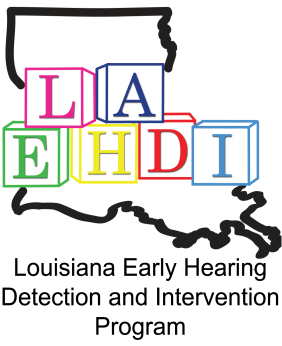 LA
EHDI
Louisiana Early Hearing
Detection and Intervention
Program